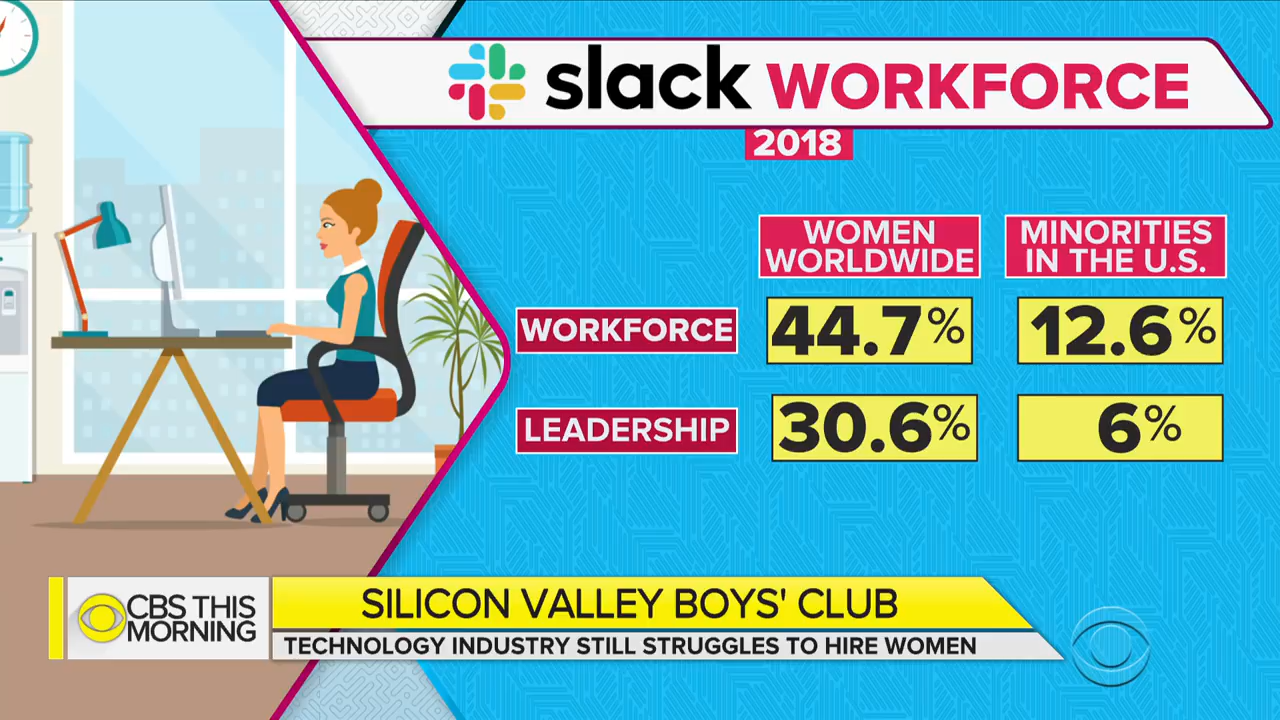 slack WORKFORCE
2018
WOMEN
WORLDWIDE
MINORITIES
IN THE U.S.
WORKFORCE
44.7%
12.6%
LEADERSHIP
30.6%
6%
CBS THIS
MORNING
SILICON VALLEY BOYS' CLUB
TECHNOLOGY INDUSTRY STILL STRUGGLES TO HIRE WOMEN